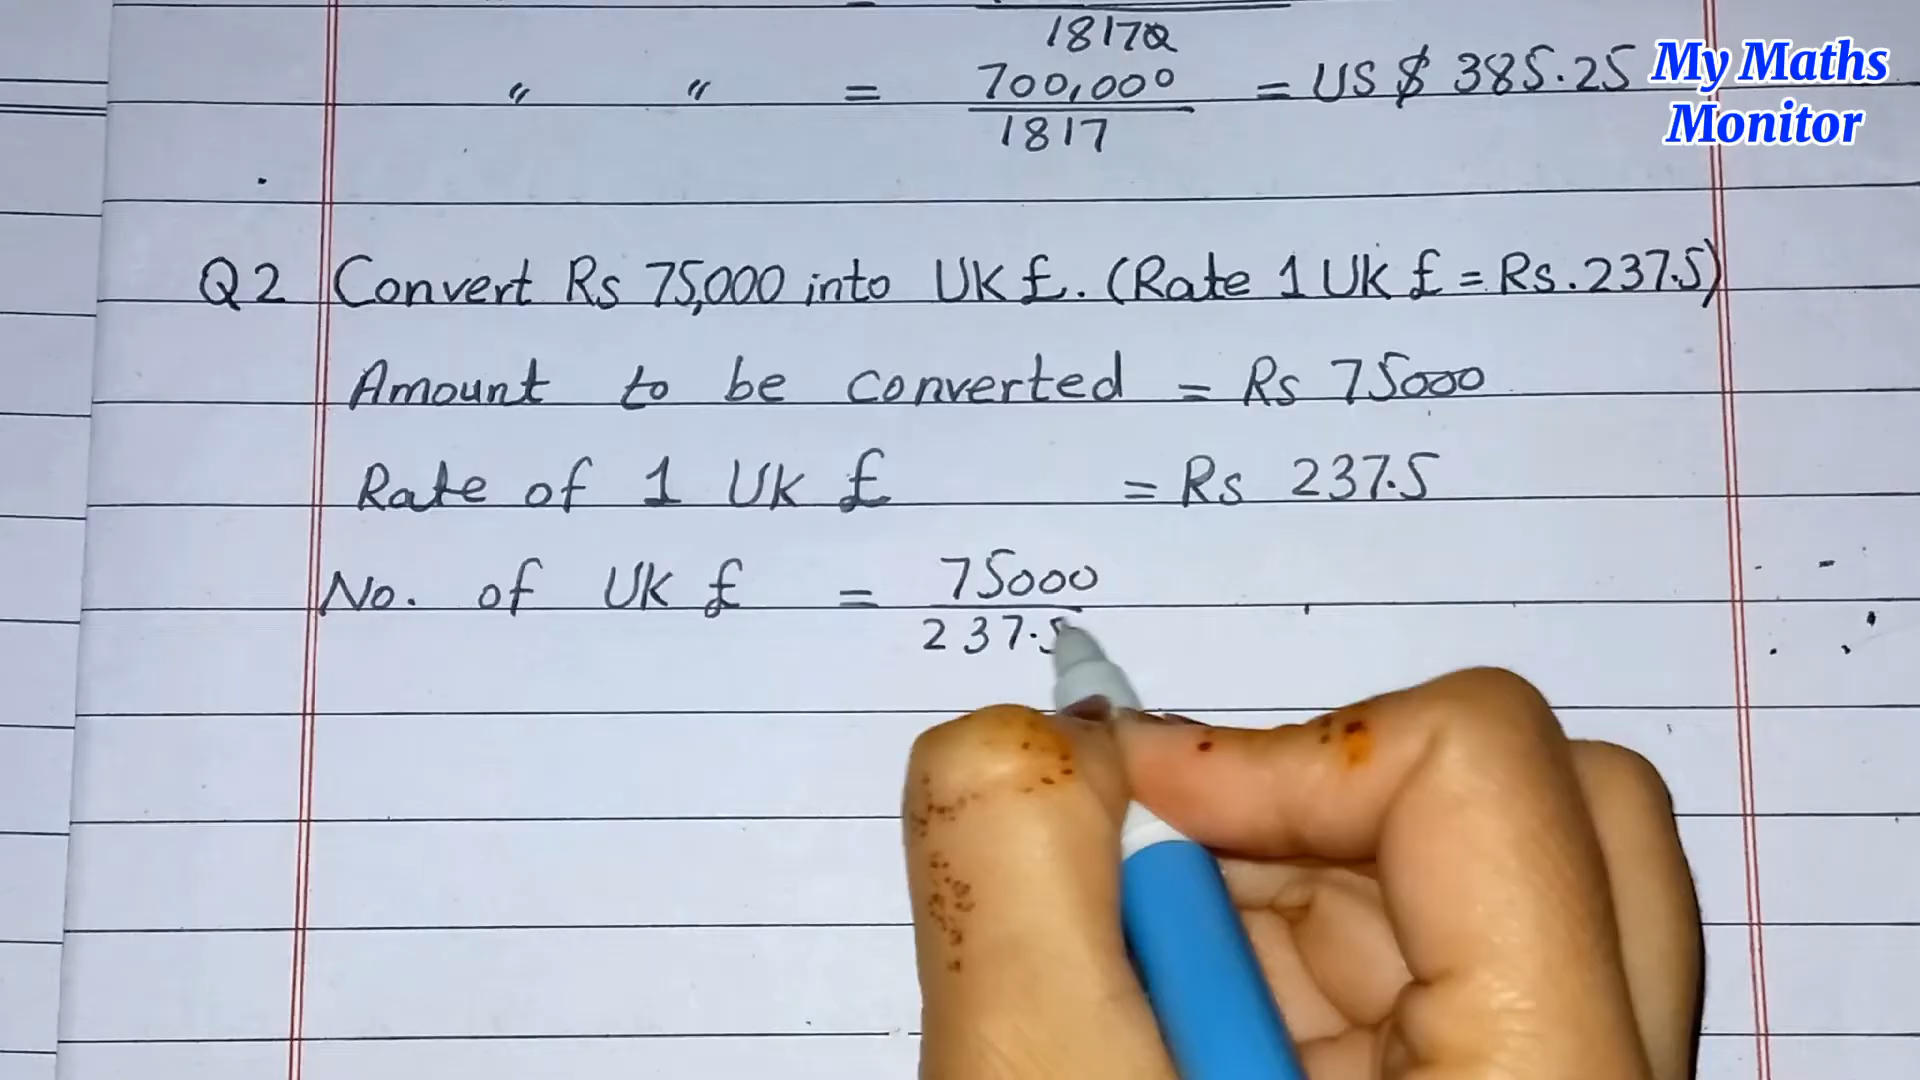 18170
" " = 700,000 = US $ 385.25
1817
My Maths
Monitor
Q2 Convert Rs 75,000 into UK £. (Rate 1 UK £ = Rs. 237.5)
Amount to be converted = Rs 75000
Rate of 1 UK £ = Rs 237.5
No. of UK £ = 75000
237.5